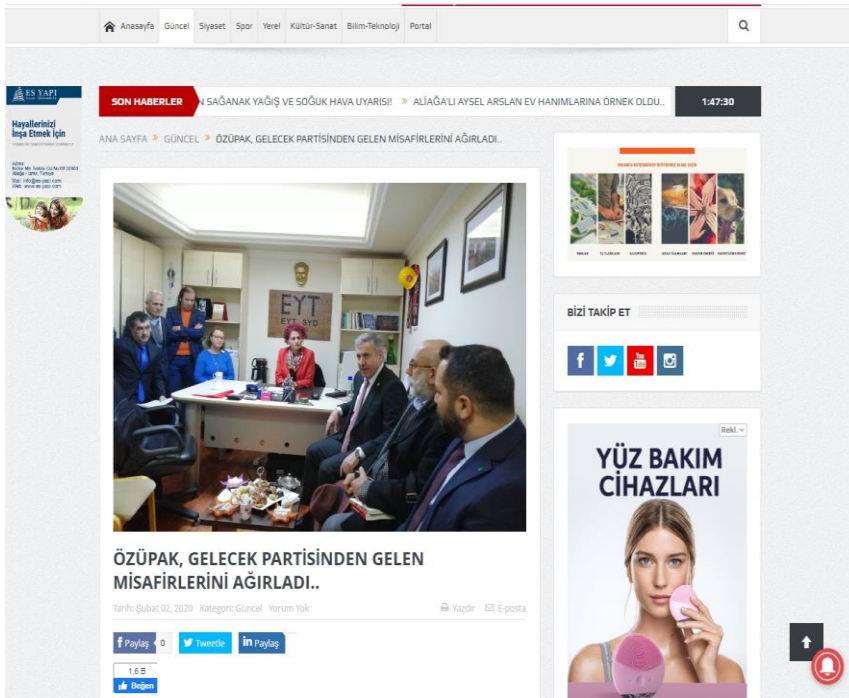 Anasayfa Güncel Siyaset Spor Yerel Kültür-Sanat Bilim-Teknoloji Portal
ES YAPI
Hayallerinizi
İnşa Etmek İçin
SON HABERLER
N SAĞANAK YAĞIŞ VE SOĞUK HAVA UYARISI! » ALİAĞA'LI AYSEL ARSLAN EV HANIMLARINA ÖRNEK OLDU..
1:47:30
ANA SAYFA » GÜNCEL » ÖZÜPAK, GELECEK PARTİSİNDEN GELEN MİSAFİRLERİNİ AĞIRLADI..
EYT
EYT SYD
BİZİ TAKİP ET
You
Tube
Rekl.
YÜZ BAKIM
CİHAZLARI
ÖZÜPAK, GELECEK PARTİSİNDEN GELEN
MİSAFİRLERİNİ AĞIRLADI..
Tarih: Şubat 02, 2020 Kategori: Güncel Yorum Yok
Yazdır E-posta
Paylaş 0 Tweetle in Paylaş
1,6 B
Beğen